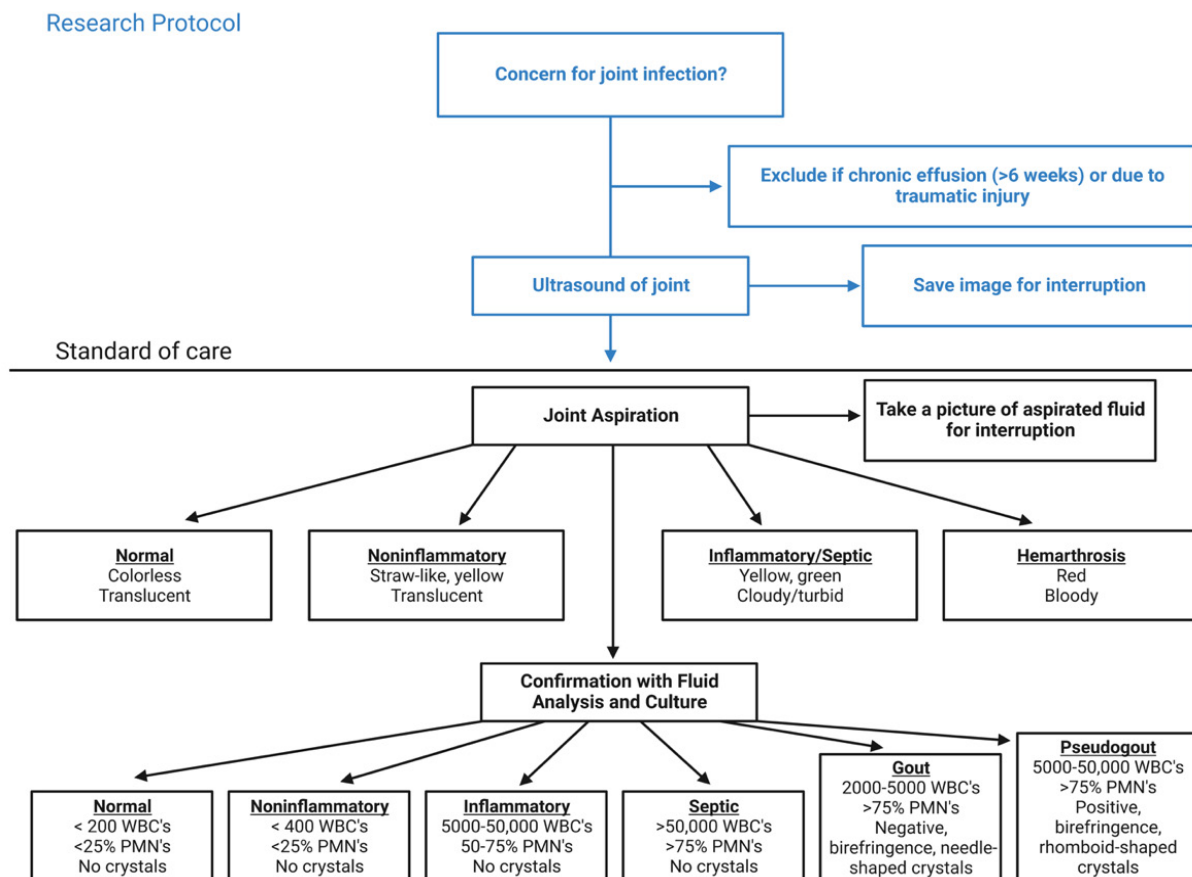 Research Protocol
Concern for joint infection?
Exclude if chronic effusion (>6 weeks) or due to
traumatic injury
Ultrasound of joint
Save image for interruption
Standard of care
Joint Aspiration
Take a picture of aspirated fluid
for interruption
Normal
Colorless
Translucent
Noninflammatory
Straw-like, yellow
Translucent
Inflammatory/Septic
Yellow, green
Cloudy/turbid
Hemarthrosis
Red
Bloody
Confirmation with Fluid
Analysis and Culture
Normal
< 200 WBC's
<25% PMN's
No crystals
Noninflammatory
< 400 WBC's
<25% PMN's
No crystals
Inflammatory
5000-50,000 WBC's
50-75% PMN's
No crystals
Septic
>50,000 WBC's
>75% PMN's
No crystals
Gout
2000-5000 WBC's
>75% PMN's
Negative,
birefringence, needle-
shaped crystals
Pseudogout
5000-50,000 WBC's
>75% PMN's
Positive,
birefringence,
rhomboid-shaped
crystals